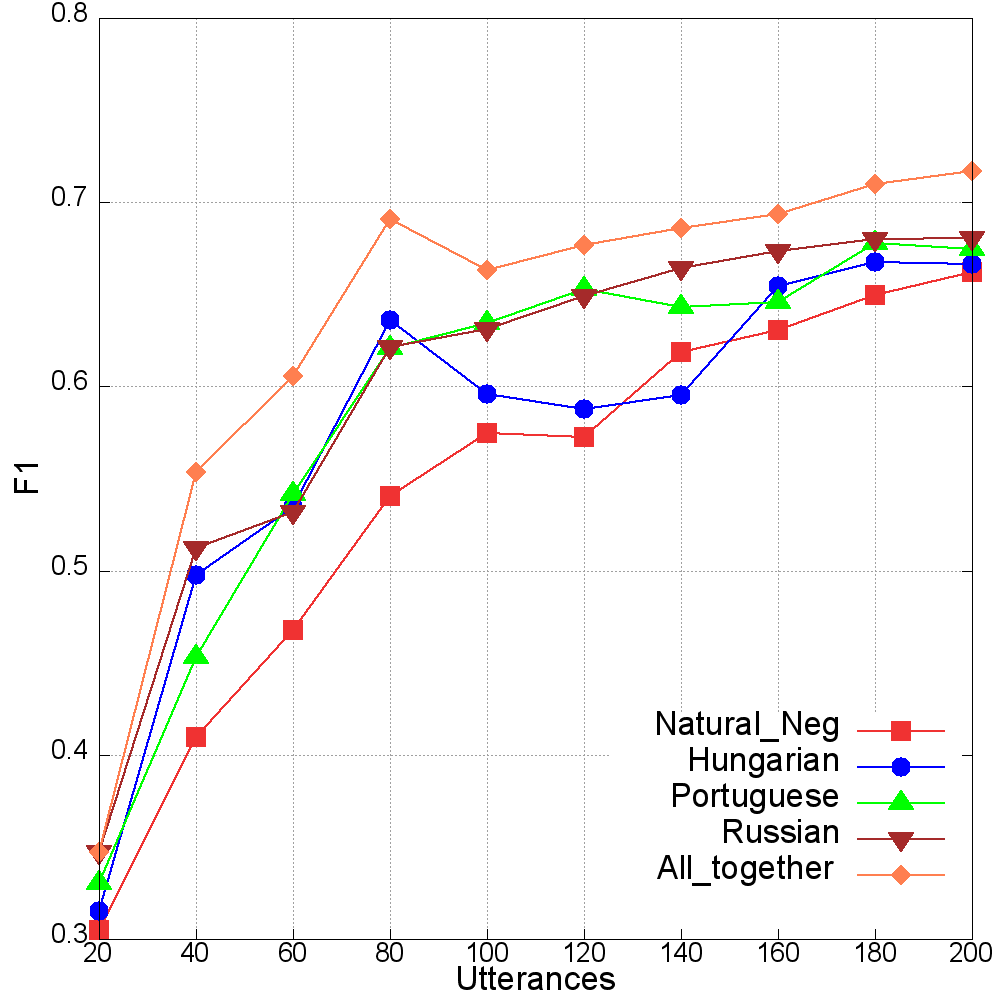 0.8
0.7
0.6
0.5
0.4
0.3
F1
20 40 60 80 100 120 140 160 180 200
Utterances
Natural_Neg
Hungarian
Portuguese
Russian
All_together